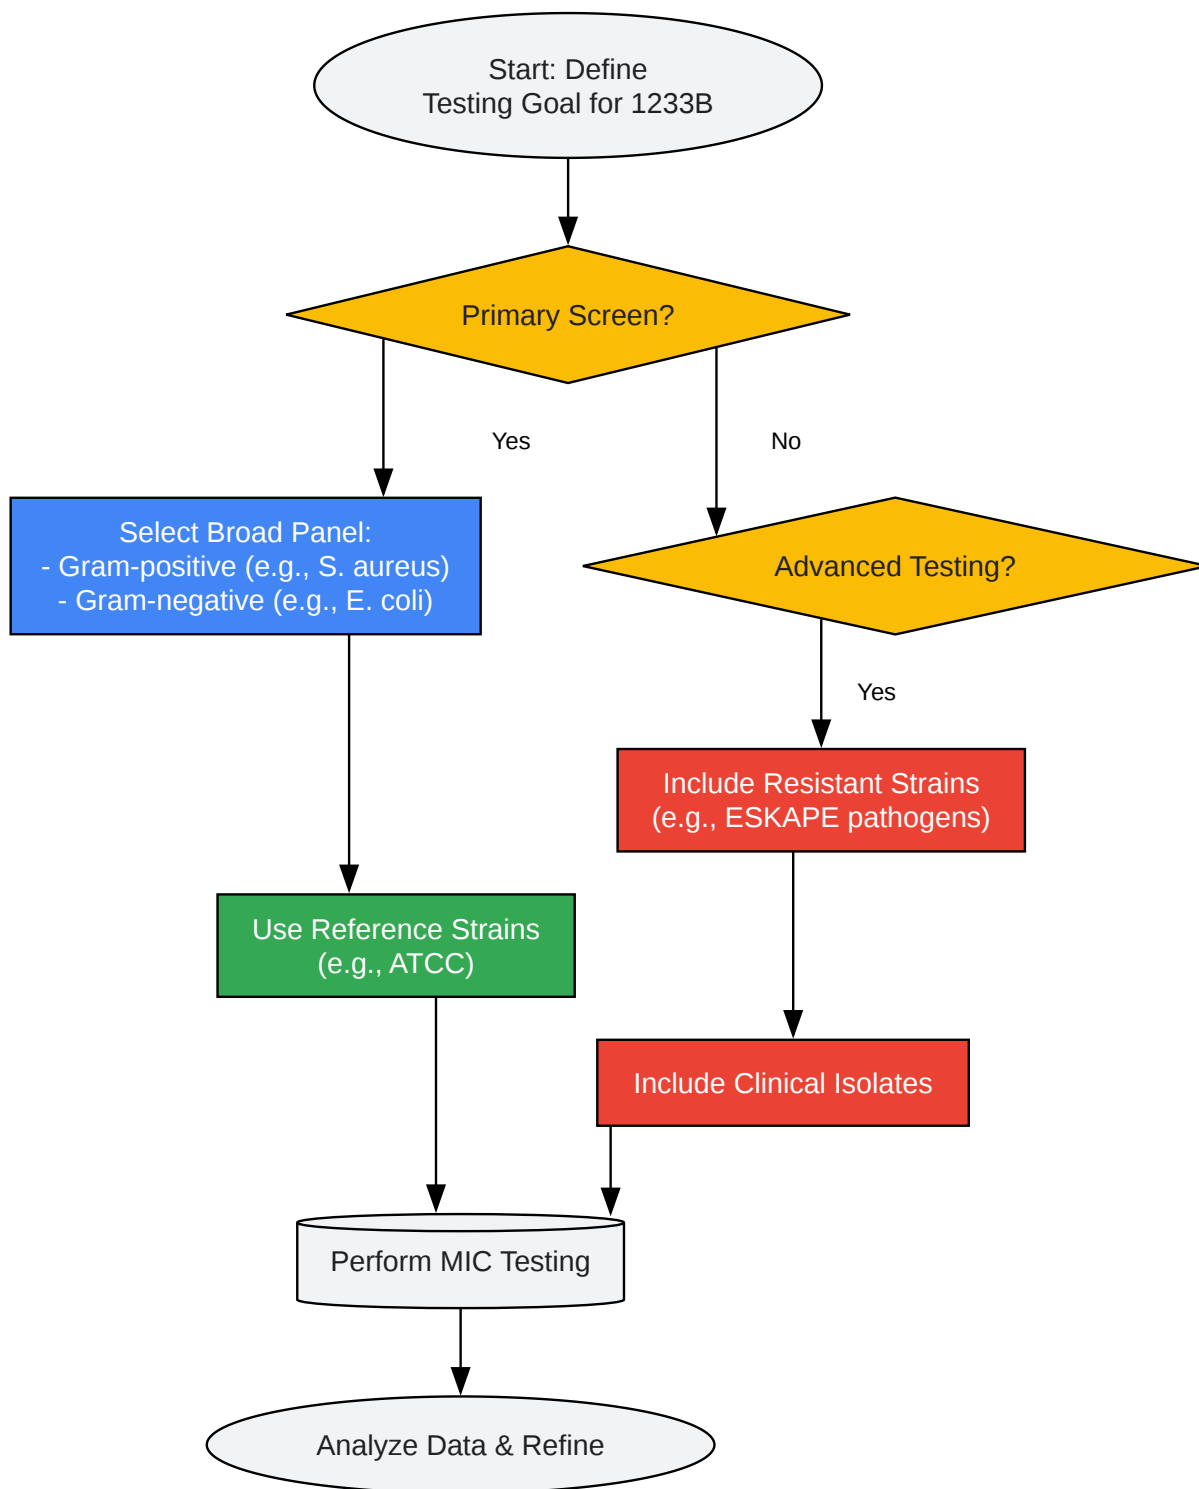 Start: Define
Testing Goal for 1233B
Primary Screen?
Yes
No
Select Broad Panel:
- Gram-positive (e.g., S. aureus)
- Gram-negative (e.g., E. coli)
Advanced Testing?
Yes
Include Resistant Strains
(e.g., ESKAPE pathogens)
Use Reference Strains
(e.g., ATCC)
Include Clinical Isolates
Perform MIC Testing
Analyze Data & Refine